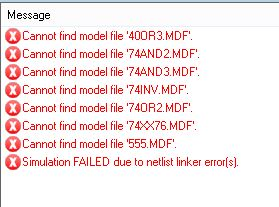 Message
Cannot find model file '40OR3.MDF'.
Cannot find model file '74AND2.MDF'.
Cannot find model file '74AND3.MDF'.
Cannot find model file '74INV.MDF'.
Cannot find model file '74OR2.MDF'.
Cannot find model file '74XX76.MDF'.
Cannot find model file '555.MDF'.
Simulation FAILED due to netlist linker error(s).